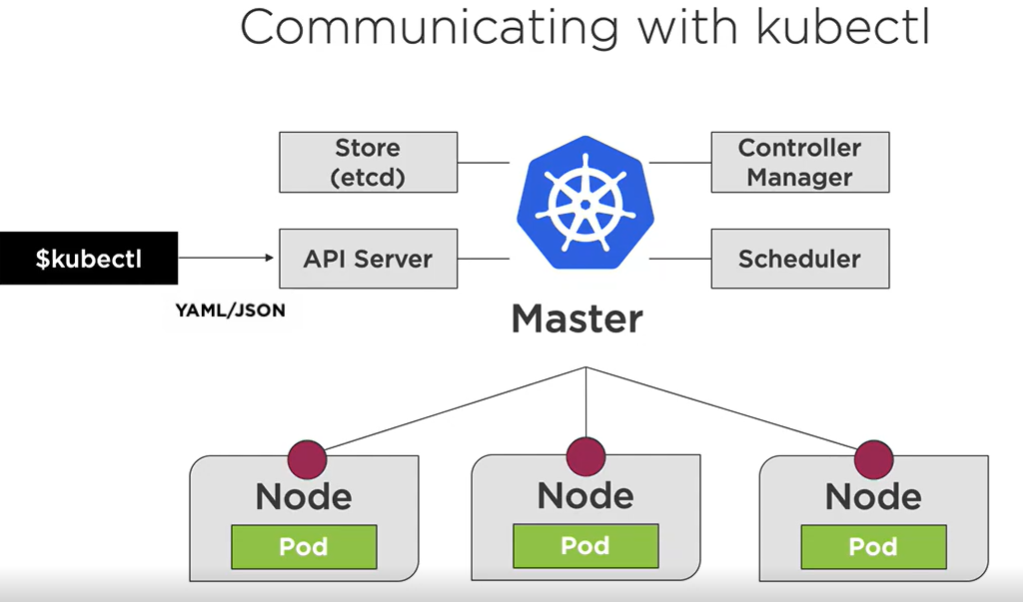 Communicating with kubectl
Store
(etcd)
Controller
Manager
$kubectl
API Server
Scheduler
YAML/JSON
Master
Node
Node
Node
Pod
Pod
Pod